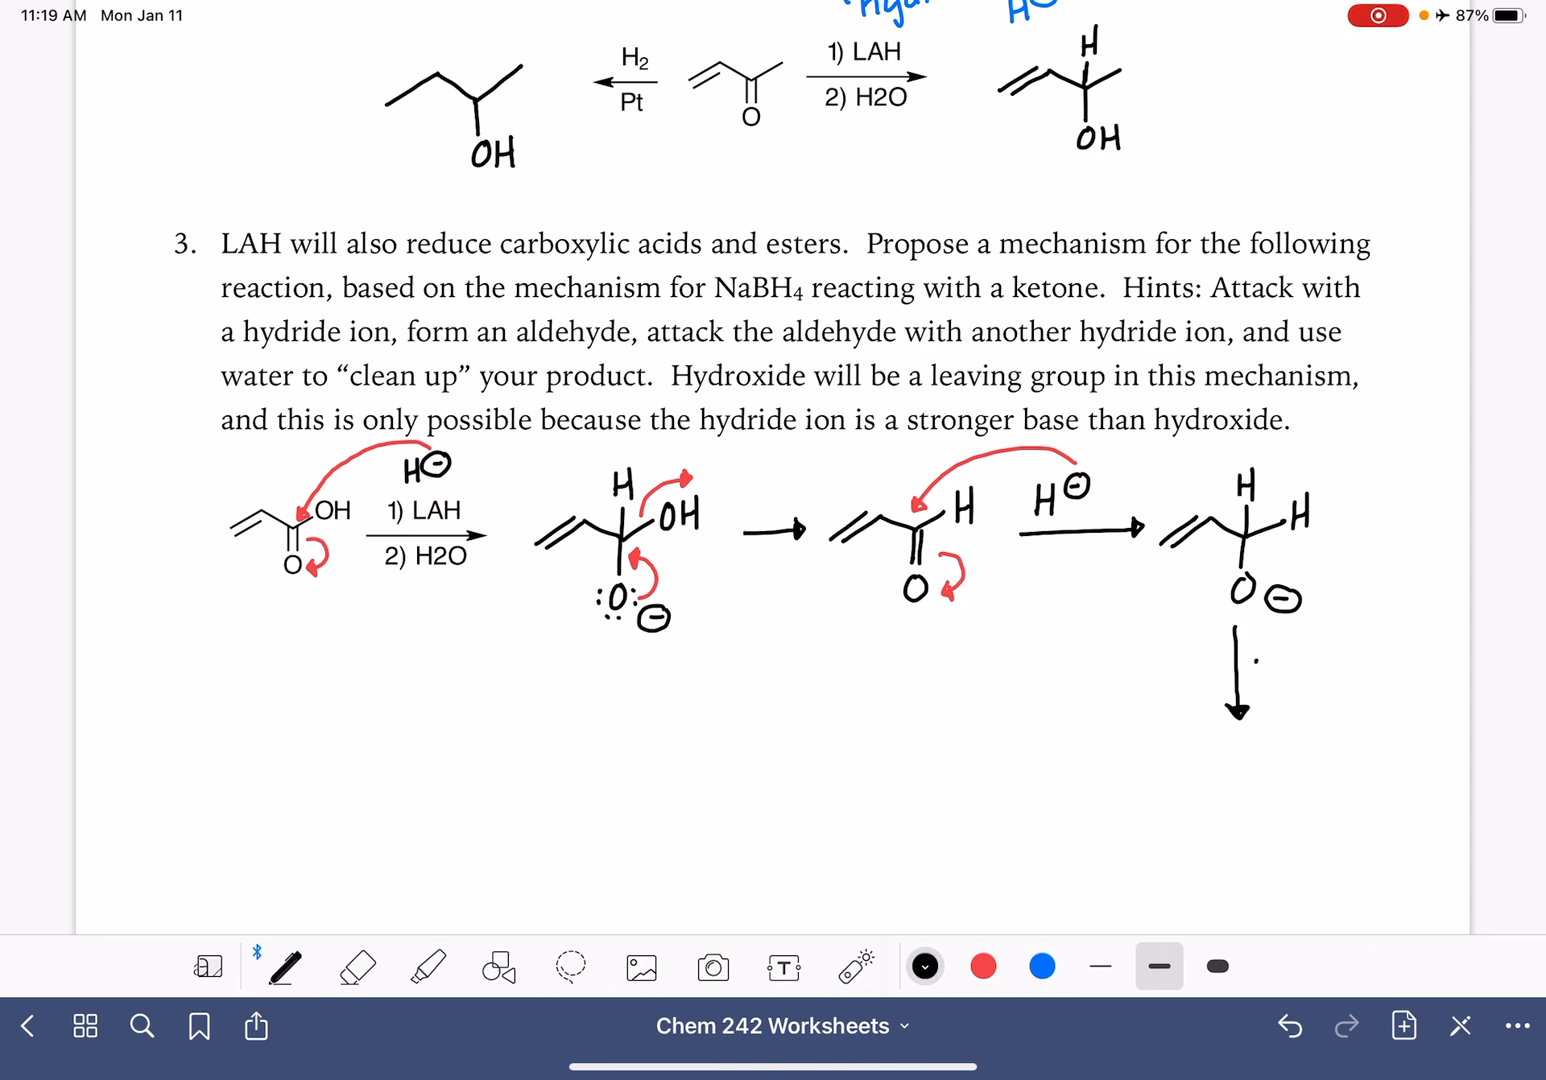 11:19 AM Mon Jan 11
87%
H
H2
Pt
O
OH
1) LAH
2) H2O
H
OH
3. LAH will also reduce carboxylic acids and esters. Propose a mechanism for the following
reaction, based on the mechanism for NaBH4 reacting with a ketone. Hints: Attack with
a hydride ion, form an aldehyde, attack the aldehyde with another hydride ion, and use
water to “clean up” your product. Hydroxide will be a leaving group in this mechanism,
and this is only possible because the hydride ion is a stronger base than hydroxide.
H⊖
OH
O
1) LAH
2) H2O
H
OH
:O:
⊖
H
O
H⊖
H
H
O⊖
T
Chem 242 Worksheets